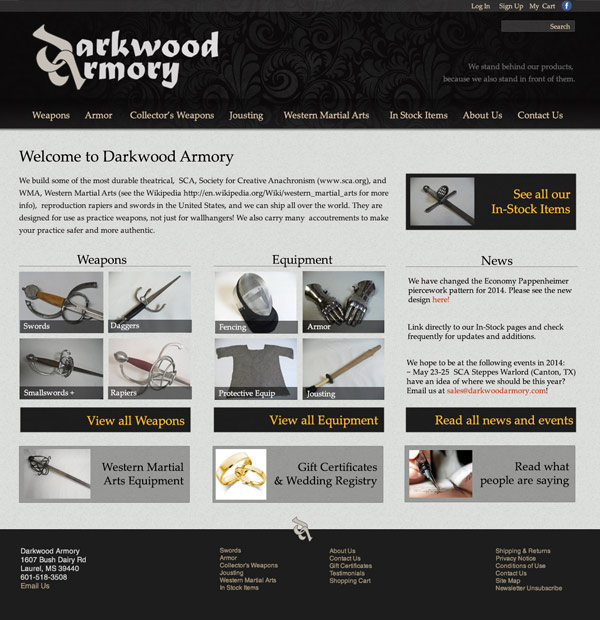 Log In Sign Up My Cart f
Search
Darkwood
Armory
We stand behind our products,
because we also stand in front of them.
Weapons Armor Collector's Weapons Jousting Western Martial Arts In Stock Items About Us Contact Us
Welcome to Darkwood Armory
We build some of the most durable theatrical, SCA, Society for Creative Anachronism (www.sca.org), and
WMA, Western Martial Arts (see the Wikipedia http://en.wikipedia.org/Wiki/western_martial_arts for more
info), reproduction rapiers and swords in the United States, and we can ship all over the world. They are
designed for use as practice weapons, not just for wallhangers! We also carry many accoutrements to make
your practice safer and more authentic.
See all our
In-Stock Items
Weapons
Swords
Daggers
Smallswords +
Rapiers
View all Weapons
Equipment
Fencing
Armor
Protective Equip
Jousting
View all Equipment
News
We have changed the Economy Pappenheimer
piercework pattern for 2014. Please see the new
design here!
Link directly to our In-Stock pages and check
frequently for updates and additions.
We hope to be at the following events in 2014:
~ May 23-25 SCA Steppes Warlord (Canton, TX)
have an idea of where we should be this year?
Email us at sales@darkwoodarmory.com!
Read all news and events
Western Martial
Arts Equipment
Gift Certificates
& Wedding Registry
Read what
people are saying
Darkwood Armory
1607 Bush Dairy Rd
Laurel, MS 39440
601-518-3508
Email Us
Swords
Armor
Collector's Weapons
Jousting
Western Martial Arts
In Stock Items
About Us
Contact Us
Gift Certificates
Testimonials
Shopping Cart
Shipping & Returns
Privacy Notice
Conditions of Use
Contact Us
Site Map
Newsletter Unsubscribe